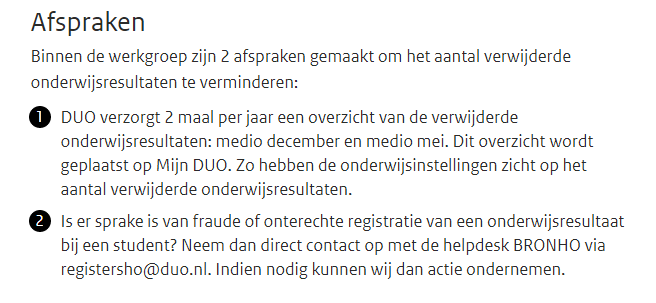 Afspraken
Binnen de werkgroep zijn 2 afspraken gemaakt om het aantal verwijderde
onderwijsresultaten te verminderen:
1 DUO verzorgt 2 maal per jaar een overzicht van de verwijderde
onderwijsresultaten: medio december en medio mei. Dit overzicht wordt
geplaatst op Mijn DUO. Zo hebben de onderwijsinstellingen zicht op het
aantal verwijderde onderwijsresultaten.
2 Is er sprake is van fraude of onterechte registratie van een onderwijsresultaat
bij een student? Neem dan direct contact op met de helpdesk BRONHO via
registersho@duo.nl. Indien nodig kunnen wij dan actie ondernemen.